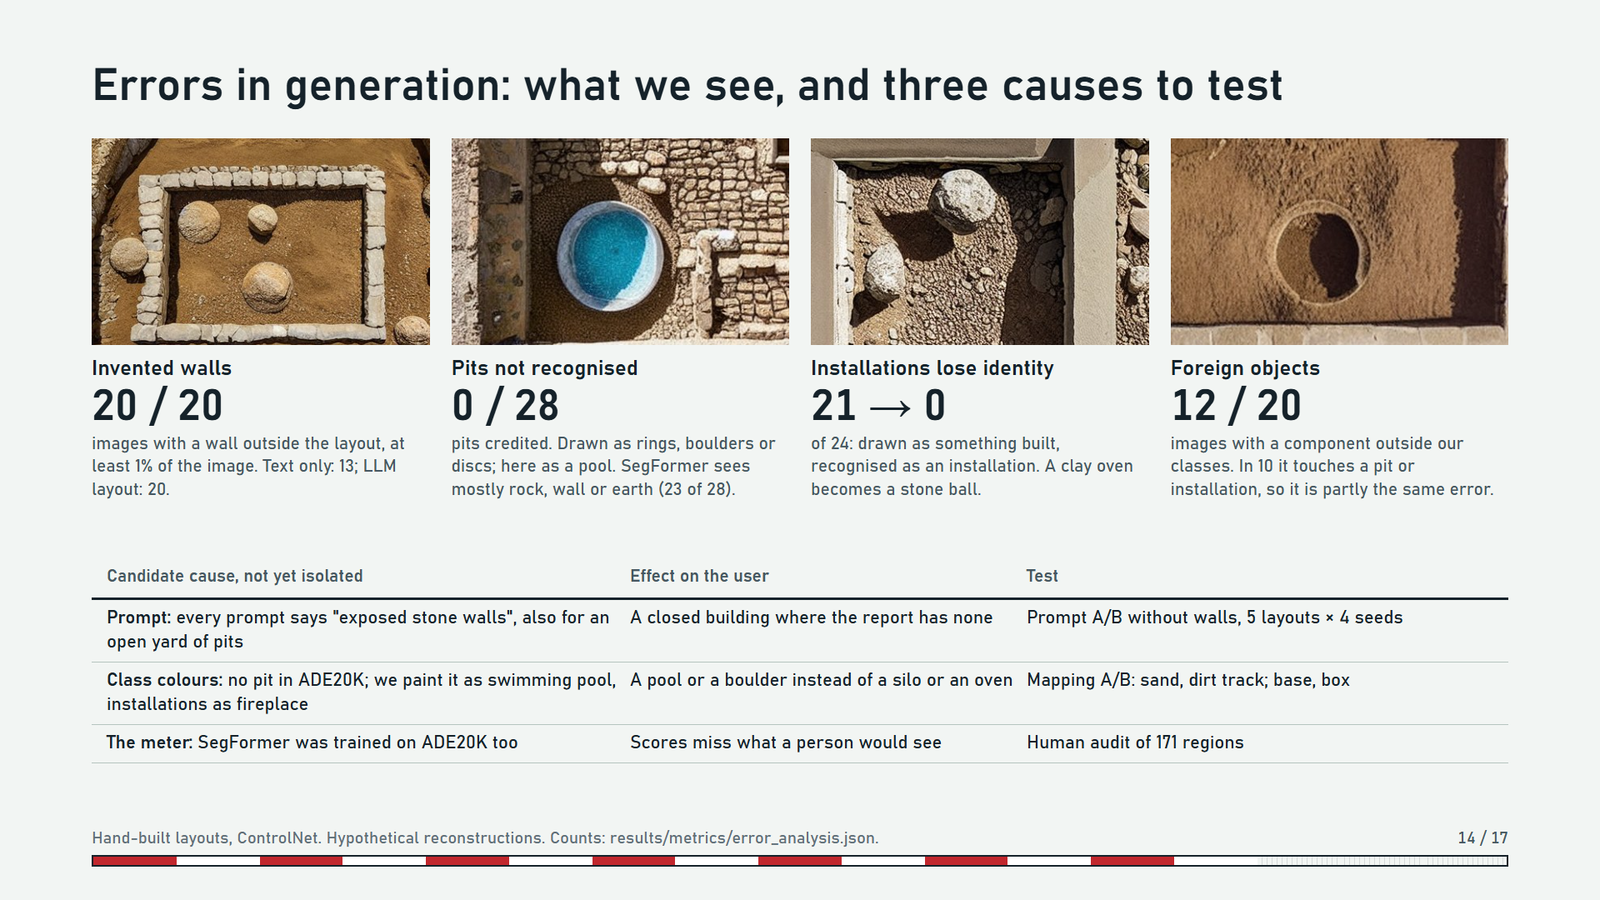 Errors in generation: what we see, and three causes to test
Invented walls
20 / 20
images with a wall outside the layout, at
least 1% of the image. Text only: 13; LLM
layout: 20.
Pits not recognised
0 / 28
pits credited. Drawn as rings, boulders or
discs; here as a pool. SegFormer sees
mostly rock, wall or earth (23 of 28).
Installations lose identity
21 → 0
of 24: drawn as something built,
recognised as an installation. A clay oven
becomes a stone ball.
Foreign objects
12 / 20
images with a component outside our
classes. In 10 it touches a pit or
installation, so it is partly the same error.
Candidate cause, not yet isolated
Effect on the user
Test
Prompt: every prompt says "exposed stone walls", also for an
open yard of pits
A closed building where the report has none
Prompt A/B without walls, 5 layouts × 4 seeds
Class colours: no pit in ADE20K; we paint it as swimming pool,
installations as fireplace
A pool or a boulder instead of a silo or an oven
Mapping A/B: sand, dirt track; base, box
The meter: SegFormer was trained on ADE20K too
Scores miss what a person would see
Human audit of 171 regions
Hand-built layouts, ControlNet. Hypothetical reconstructions. Counts: results/metrics/error_analysis.json.
14 / 17